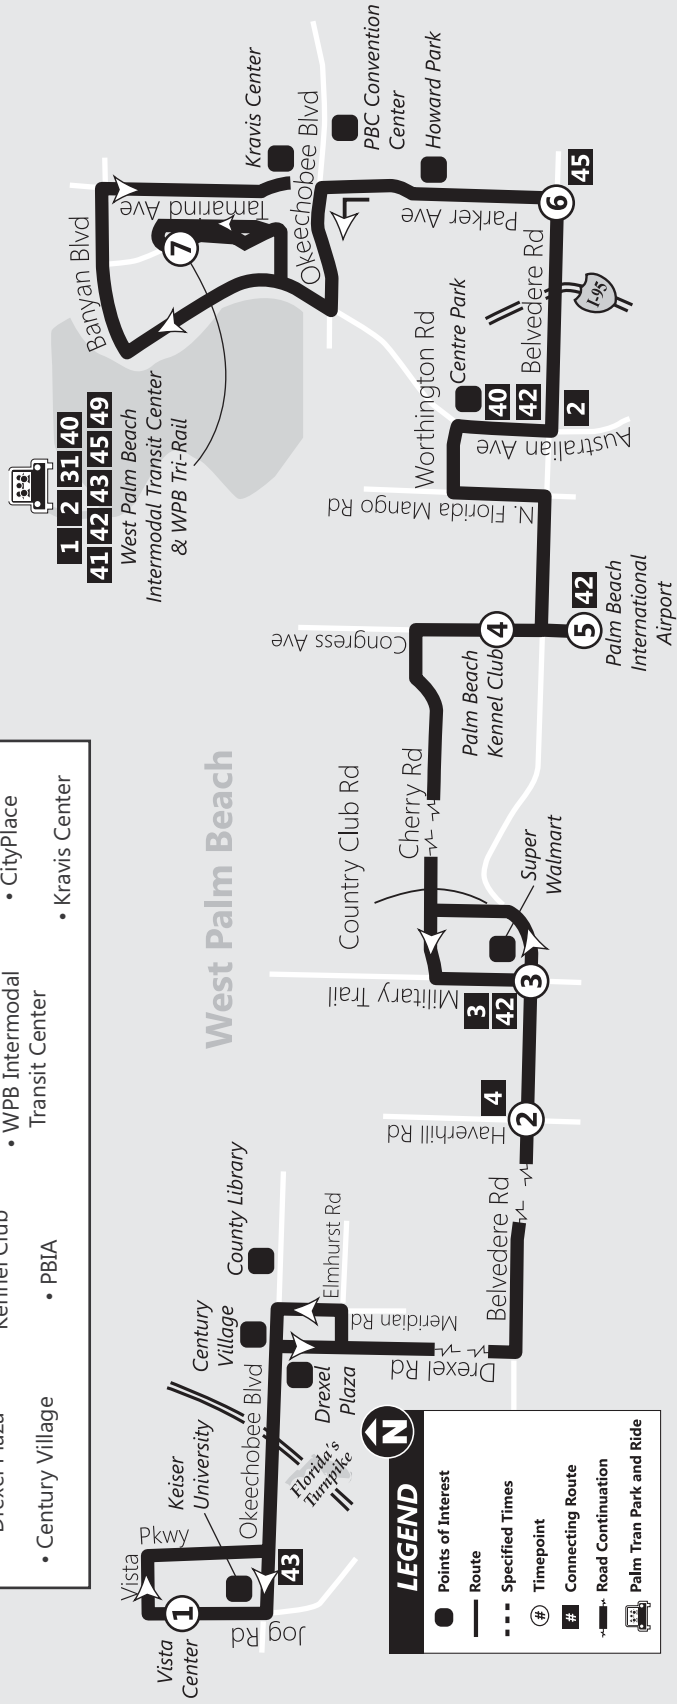 Drexel Plaza
Kennel Club
• WPB Intermodal
Transit Center
• CityPlace
• Century Village
• PBIA
• Kravis Center
West Palm Beach
1 2 31 40
41 42 43 45 49
West Palm Beach
Intermodal Transit Center
& WPB Tri-Rail
Vista
Center
1
Vista
Pkwy
Jog Rd
43
Keiser
University
Okeechobee Blvd
Florida's
Turnpike
Century
Village
County Library
Drexel
Plaza
Elmhurst Rd
Meridian Rd
Drexel Rd
Belvedere Rd
Haverhill Rd
2
4
Military Trail
3
3
42
Super
Walmart
Country Club Rd
Cherry Rd
Congress Ave
Palm Beach
Kennel Club
4
5
42
Palm Beach
International
Airport
N. Florida Mango Rd
Worthington Rd
Centre Park
40
42
2
Australian Ave
Belvedere Rd
I-95
6
45
Parker Ave
Howard Park
PBC Convention
Center
Okeechobee Blvd
Kravis Center
Tamarind Ave
7
Banyan Blvd
N
LEGEND
Points of Interest
Route
Specified Times
# Timepoint
# Connecting Route
Road Continuation
Palm Tran Park and Ride